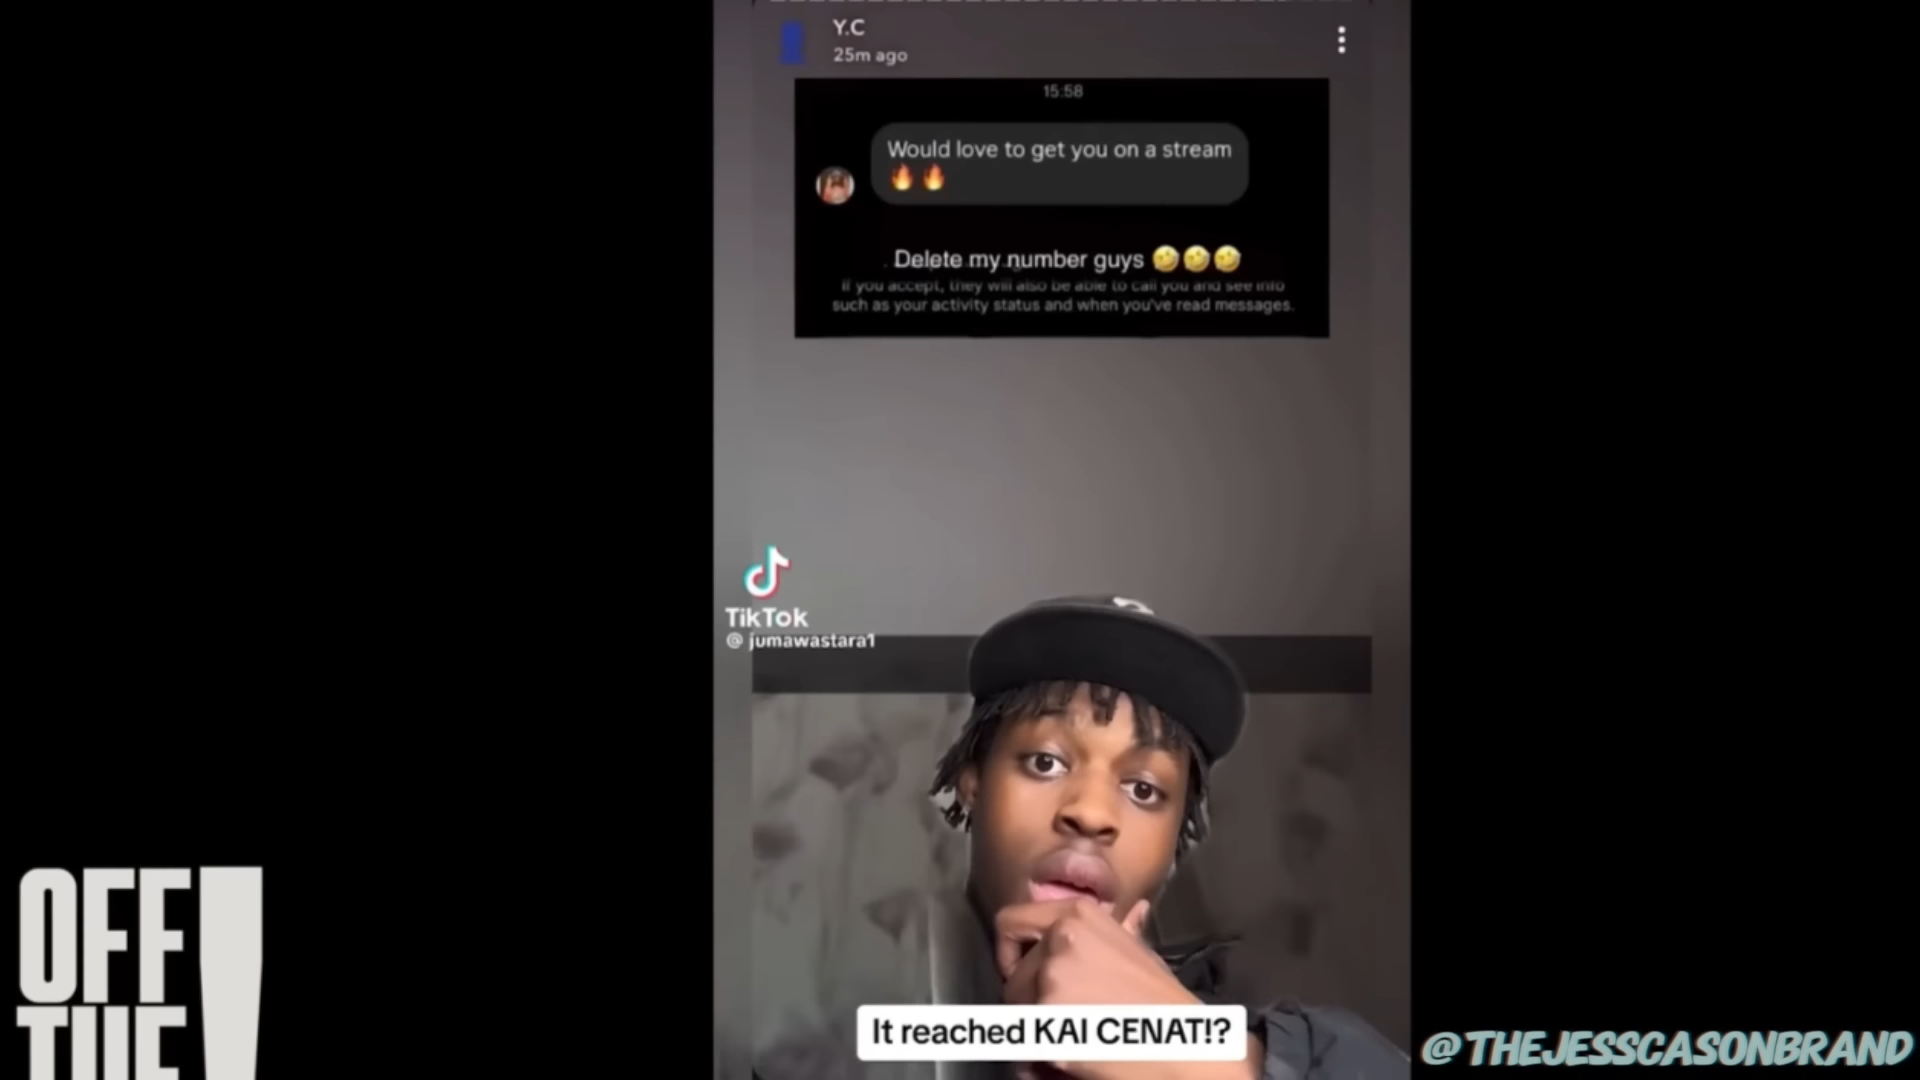 Y.C
25m ago
15:58
Would love to get you on a stream
🔥 🔥
Delete my number guys 🤣🤣🤣
If you accept, they will also be able to call you and see info
such as your activity status and when you've read messages.
TikTok
@ jumawastara1
It reached KAI CENAT!?
OFF
THE
@THEJESSCASONBRAND